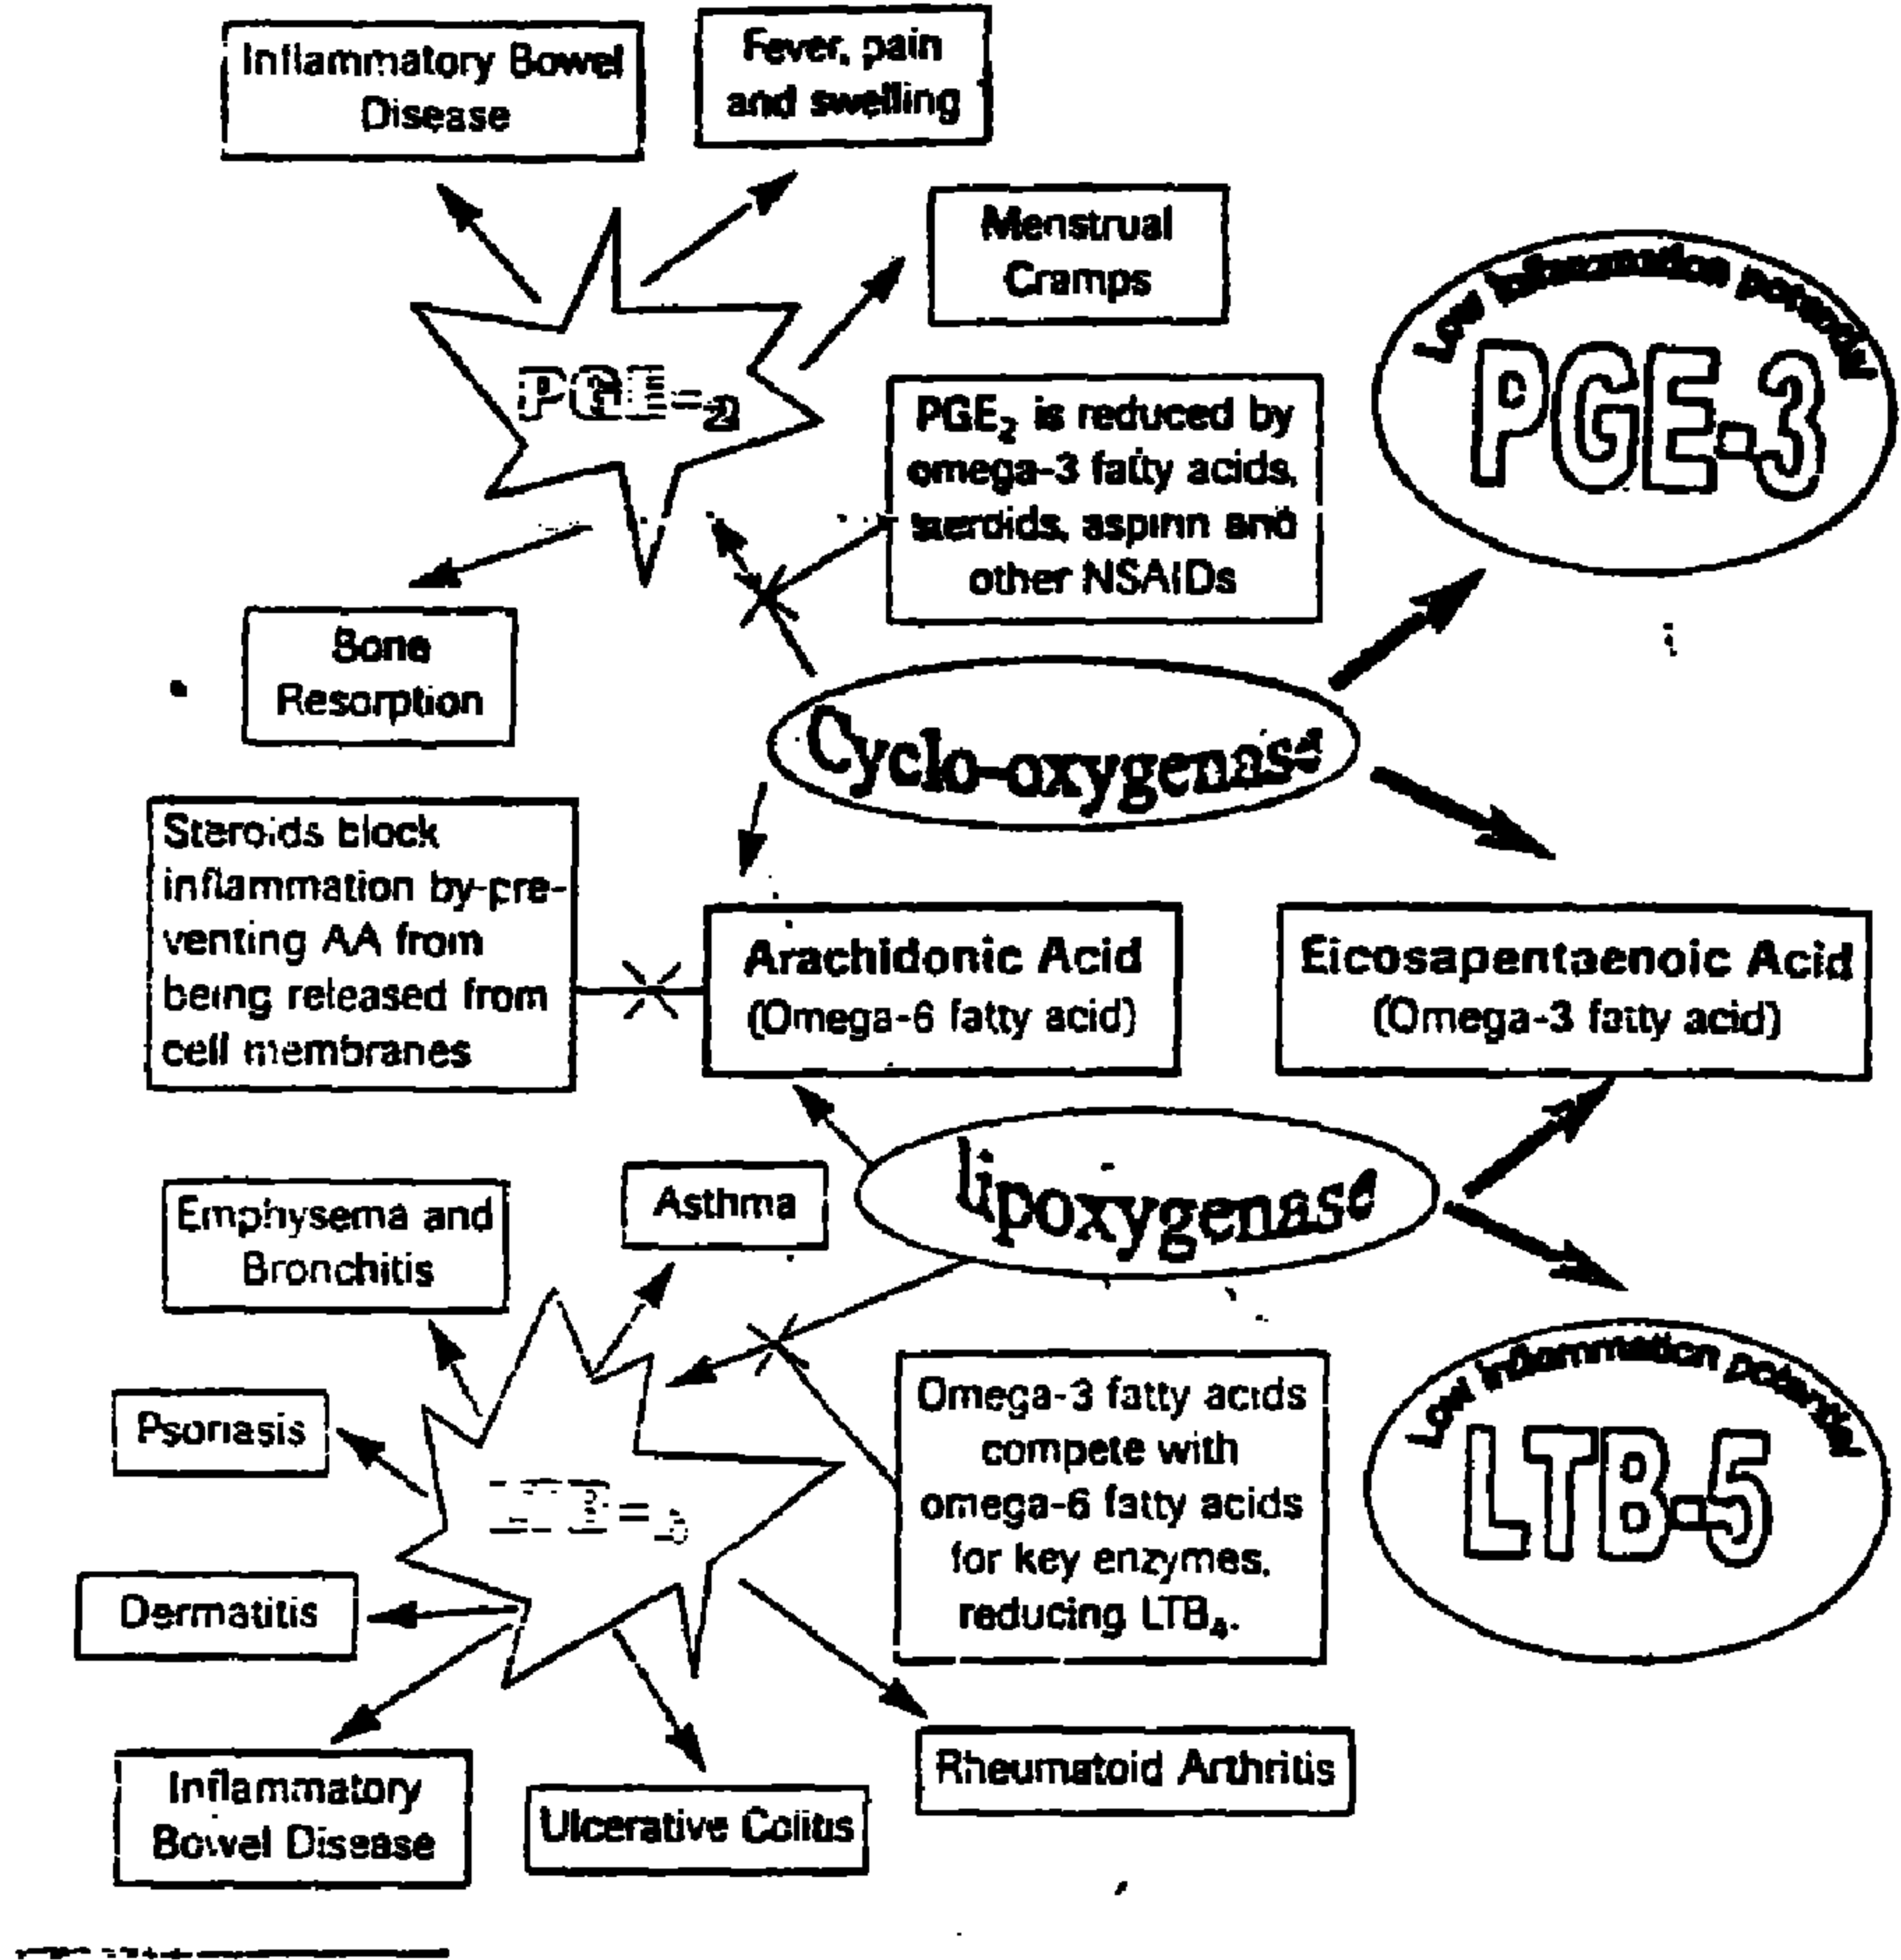 Inflammatory Bowel
Disease
Fever, pain
and swelling
Menstrual
Cramps
Low inflammation potential
PGE-3
PGE-2
PGE₂ is reduced by
omega-3 fatty acids,
steroids, aspirin and
other NSAIDs
Bone
Resorption
Cyclo-oxygenase
Steroids block
inflammation by-pre-
venting AA from
being released from
cell membranes
Arachidonic Acid
(Omega-6 fatty acid)
Eicosapentaenoic Acid
(Omega-3 fatty acid)
lipoxygenase
Asthma
Emphysema and
Bronchitis
Psoriasis
Omega-3 fatty acids
compete with
omega-6 fatty acids
for key enzymes,
reducing LTB₄.
Low inflammation potential
LTB-5
Dermatitis
Inflammatory
Bowel Disease
Ulcerative Colitis
Rheumatoid Arthritis